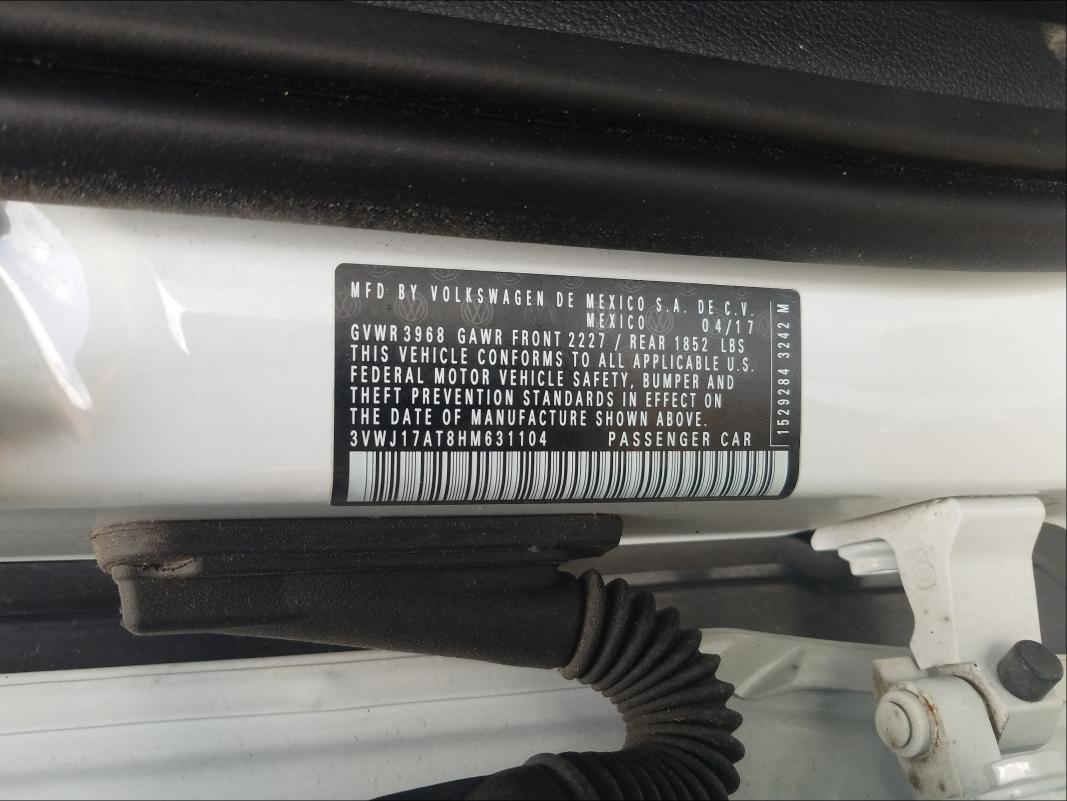 MFD BY VOLKSWAGEN DE MEXICO S.A. DE C.V.
MEXICO 04/17
GVWR 3968 GAWR FRONT 2227 / REAR 1852 LBS
THIS VEHICLE CONFORMS TO ALL APPLICABLE U.S.
FEDERAL MOTOR VEHICLE SAFETY, BUMPER AND
THEFT PREVENTION STANDARDS IN EFFECT ON
THE DATE OF MANUFACTURE SHOWN ABOVE.
3VWJ17AT8HM631104 PASSENGER CAR
1529284 3242 M